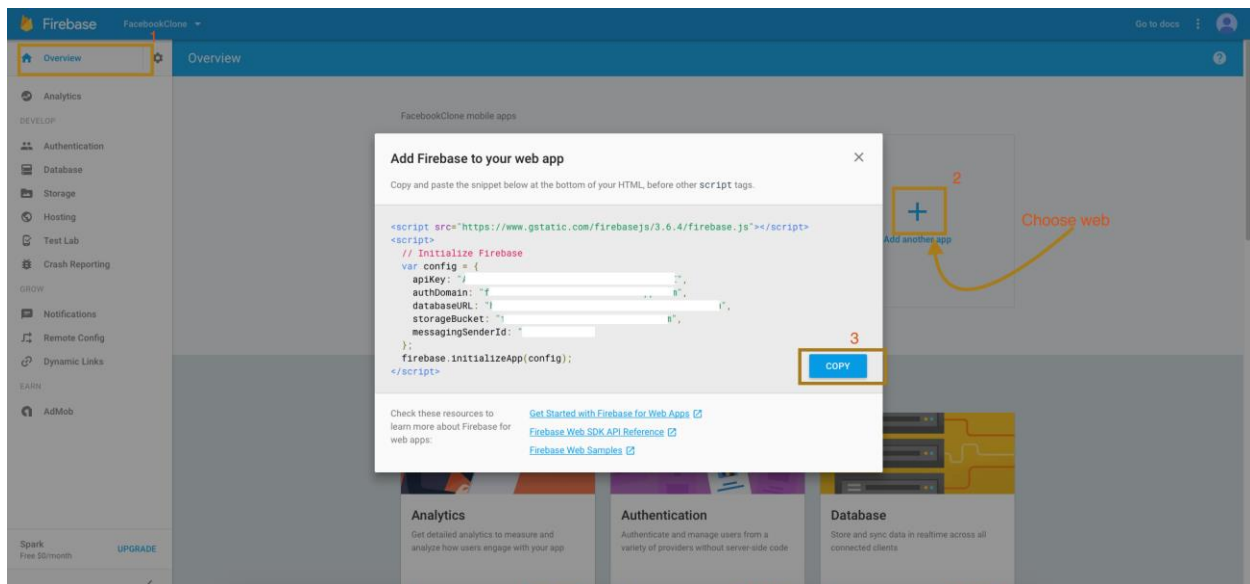 Firebase FacebookClone Go to docs
1
Overview Overview
Analytics
DEVELOP
Authentication
Database
Storage
Hosting
Test Lab
Crash Reporting
GROW
Notifications
Remote Config
Dynamic Links
EARN
AdMob
Spark
Free $0/month
UPGRADE
FacebookClone mobile apps
Add Firebase to your web app
Copy and paste the snippet below at the bottom of your HTML, before other script tags.
<script src="https://www.gstatic.com/firebasejs/3.6.4/firebase.js"></script>
<script>
// Initialize Firebase
var config = {
apiKey: " ",
authDomain: "f ",
databaseURL: " ",
storageBucket: " ",
messagingSenderId: "
};
firebase.initializeApp(config);
</script>
3
COPY
Check these resources to
learn more about Firebase for
web apps:
Get Started with Firebase for Web Apps
Firebase Web SDK API Reference
Firebase Web Samples
2
Add another app
Choose web
Analytics
Get detailed analytics to measure and
analyze how users engage with your app
Authentication
Authenticate and manage users from a
variety of providers without server-side code
Database
Store and sync data in realtime across all
connected clients